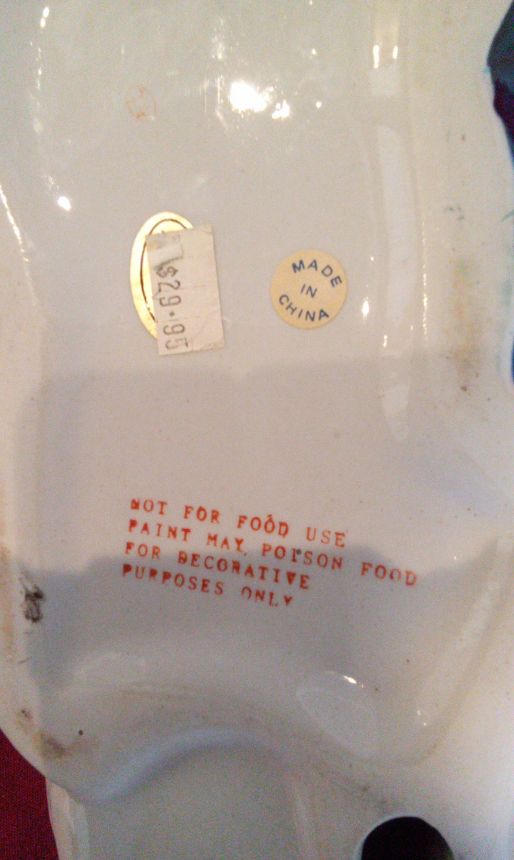 $29.95
MADE
IN
CHINA
NOT FOR FOOD USE
PAINT MAY POISON FOOD
FOR DECORATIVE
PURPOSES ONLY